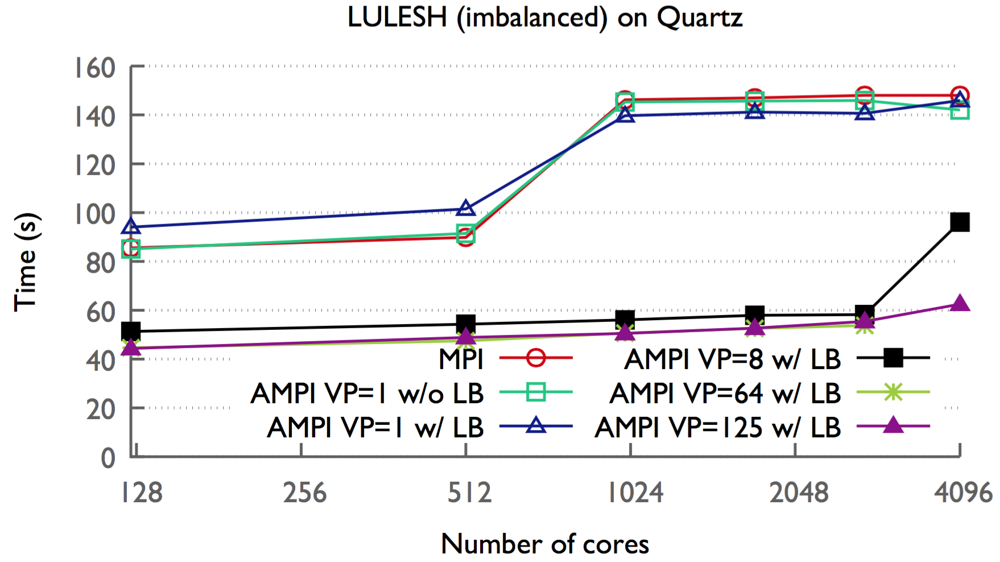 LULESH (imbalanced) on Quartz
160
140
120
100
80
60
40
20
0
Time (s)
MPI
AMPI VP=1 w/o LB
AMPI VP=1 w/ LB
AMPI VP=8 w/ LB
AMPI VP=64 w/ LB
AMPI VP=125 w/ LB
128 256 512 1024 2048 4096
Number of cores